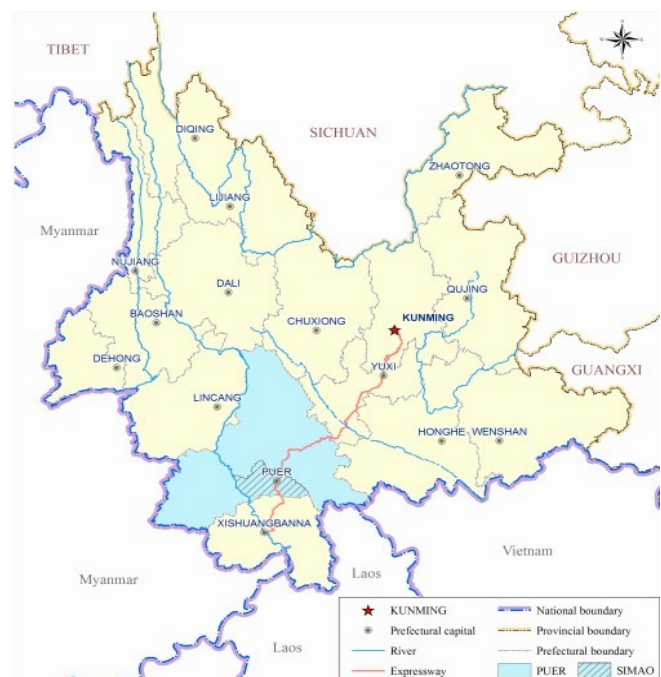 TIBET
SICHUAN
DIQING
ZHAOTONG
LIJIANG
Myanmar
GUIZHOU
NUJIANG
DALI
QUJING
BAOSHAN
KUNMING
CHUXIONG
DEHONG
YUXI
GUANGXI
LINCANG
HONGHE
WENSHAN
PUER
XISHUANGBANNA
Vietnam
Laos
Myanmar
Laos
KUNMING
National boundary
Prefectural capital
Provincial boundary
River
Prefectural boundary
Expressway
PUER
SIMAO